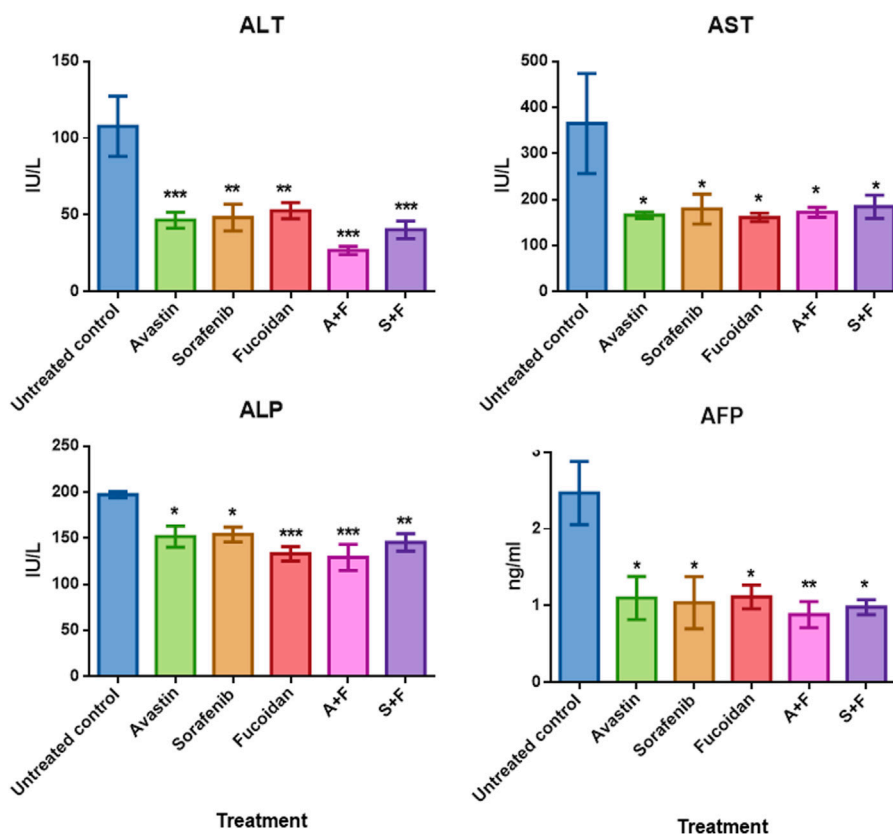 ALT
150
100
50
0
IU/L
***
**
**
***
***
Untreated control
Avastin
Sorafenib
Fucoidan
A+F
S+F
AST
500
400
300
200
100
0
IU/L
*
*
*
*
*
Untreated control
Avastin
Sorafenib
Fucoidan
A+F
S+F
ALP
250
200
150
100
50
0
IU/L
*
*
***
***
**
Untreated control
Avastin
Sorafenib
Fucoidan
A+F
S+F
Treatment
AFP
3
2
1
0
ng/ml
*
*
*
**
*
Untreated control
Avastin
Sorafenib
Fucoidan
A+F
S+F
Treatment